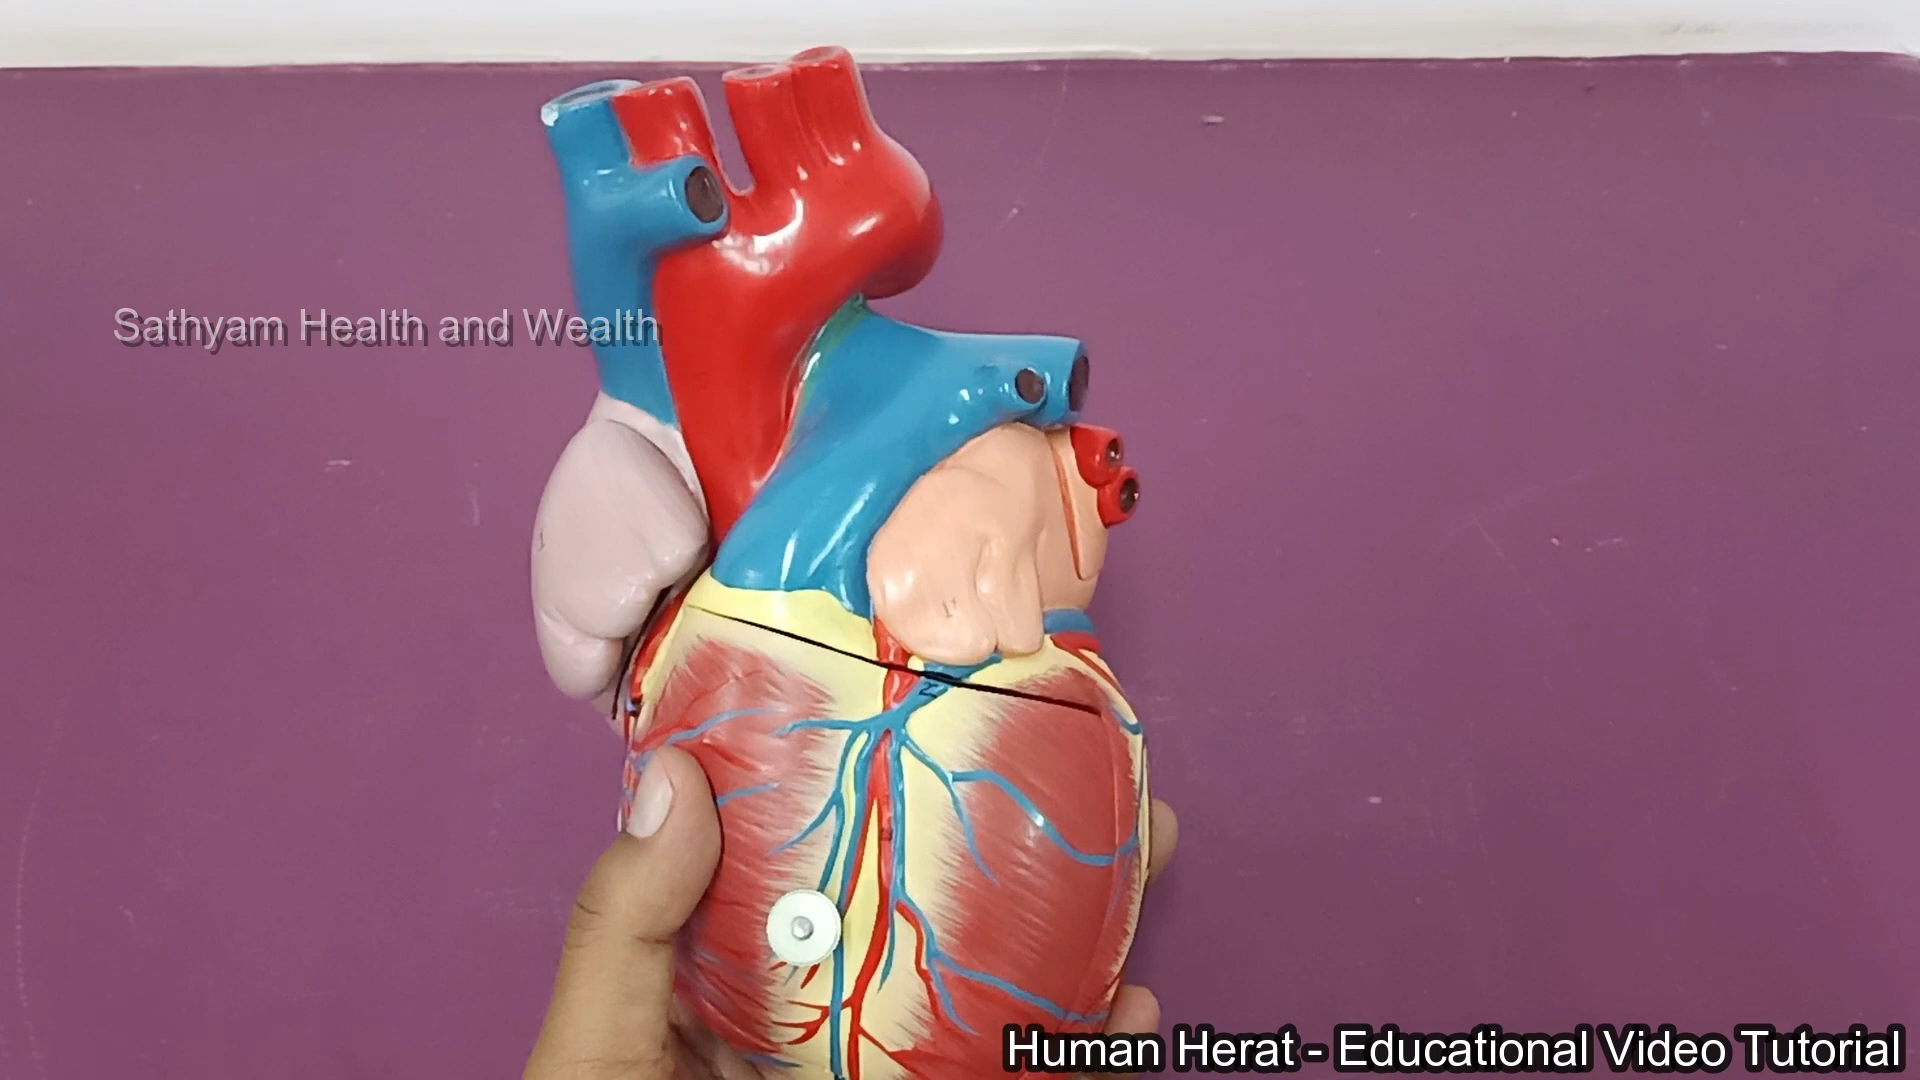 Sathyam Health and Wealth
Human Herat - Educational Video Tutorial